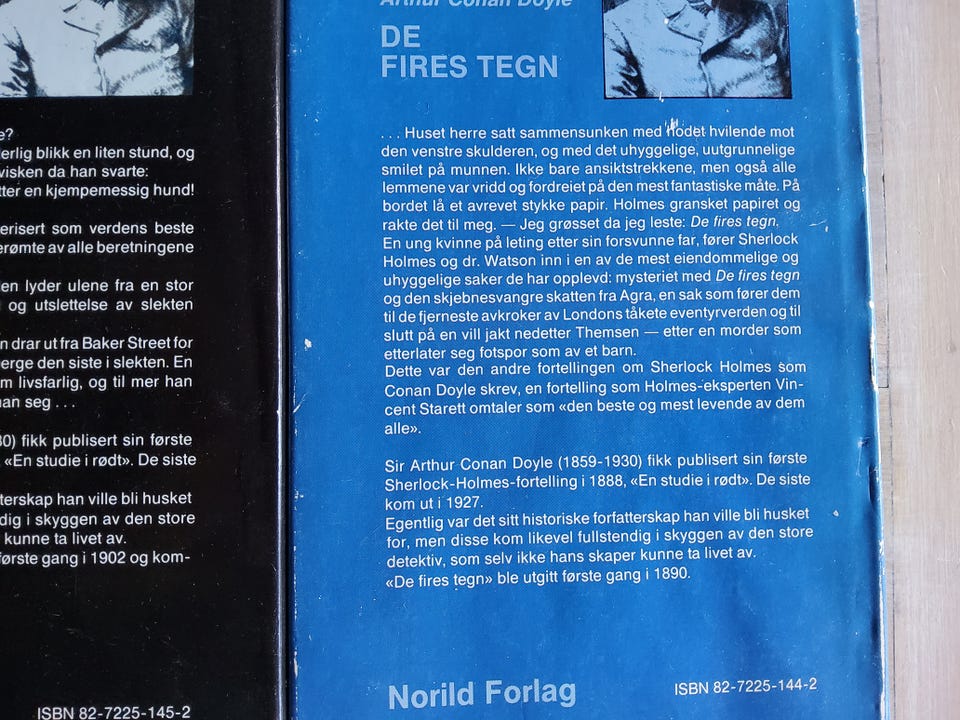 e?
erlig blikk en liten stund, og
visken da han svarte:
tter en kjempemessig hund!
erisert som verdens beste
erømte av alle beretningene
en lyder ulene fra en stor
og utslettelse av slekten
n drar ut fra Baker Street for
erge den siste i slekten. En
m livsfarlig, og til mer han
an seg . . .
30) fikk publisert sin første
«En studie i rødt». De siste
tterskap han ville bli husket
dig i skyggen av den store
kunne ta livet av.
ørste gang i 1902 og kom-
ISBN 82-7225-145-2
Arthur Conan Doyle
DE
FIRES TEGN
. . . Huset herre satt sammensunken med hodet hvilende mot
den venstre skulderen, og med det uhyggelige, uutgrunnelige
smilet på munnen. Ikke bare ansiktstrekkene, men også alle
lemmene var vridd og fordreiet på den mest fantastiske måte. På
bordet lå et avrevet stykke papir. Holmes gransket papiret og
rakte det til meg. — Jeg grøsset da jeg leste: De fires tegn.
En ung kvinne på leting etter sin forsvunne far, fører Sherlock
Holmes og dr. Watson inn i en av de mest eiendommelige og
uhyggelige saker de har opplevd: mysteriet med De fires tegn
og den skjebnesvangre skatten fra Agra, en sak som fører dem
til de fjerneste avkroker av Londons tåkete eventyrverden og til
slutt på en vill jakt nedetter Themsen — etter en morder som
etterlater seg fotspor som av et barn.
Dette var den andre fortellingen om Sherlock Holmes som
Conan Doyle skrev, en fortelling som Holmes-eksperten Vin-
cent Starett omtaler som «den beste og mest levende av dem
alle».
Sir Arthur Conan Doyle (1859-1930) fikk publisert sin første
Sherlock-Holmes-fortelling i 1888, «En studie i rødt». De siste
kom ut i 1927.
Egentlig var det sitt historiske forfatterskap han ville bli husket
for, men disse kom likevel fullstendig i skyggen av den store
detektiv, som selv ikke hans skaper kunne ta livet av.
«De fires tegn» ble utgitt første gang i 1890.
Norild Forlag
ISBN 82-7225-144-2